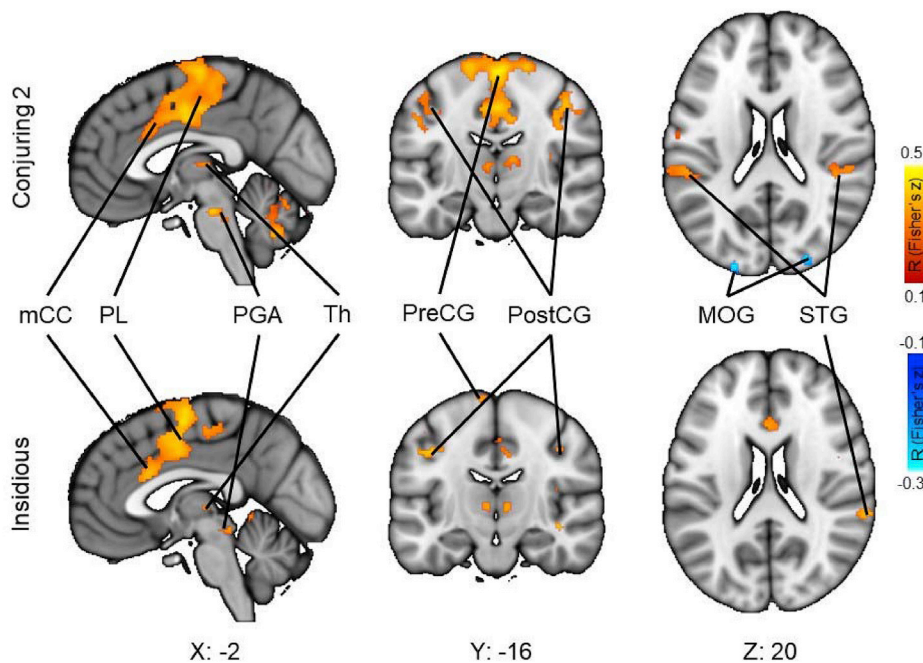 Conjuring 2
mCC PL PGA Th PreCG PostCG MOG STG
Insidious
X: -2 Y: -16 Z: 20
0.5
R (Fisher's z)
0.1
-0.1
R (Fisher's z)
-0.3